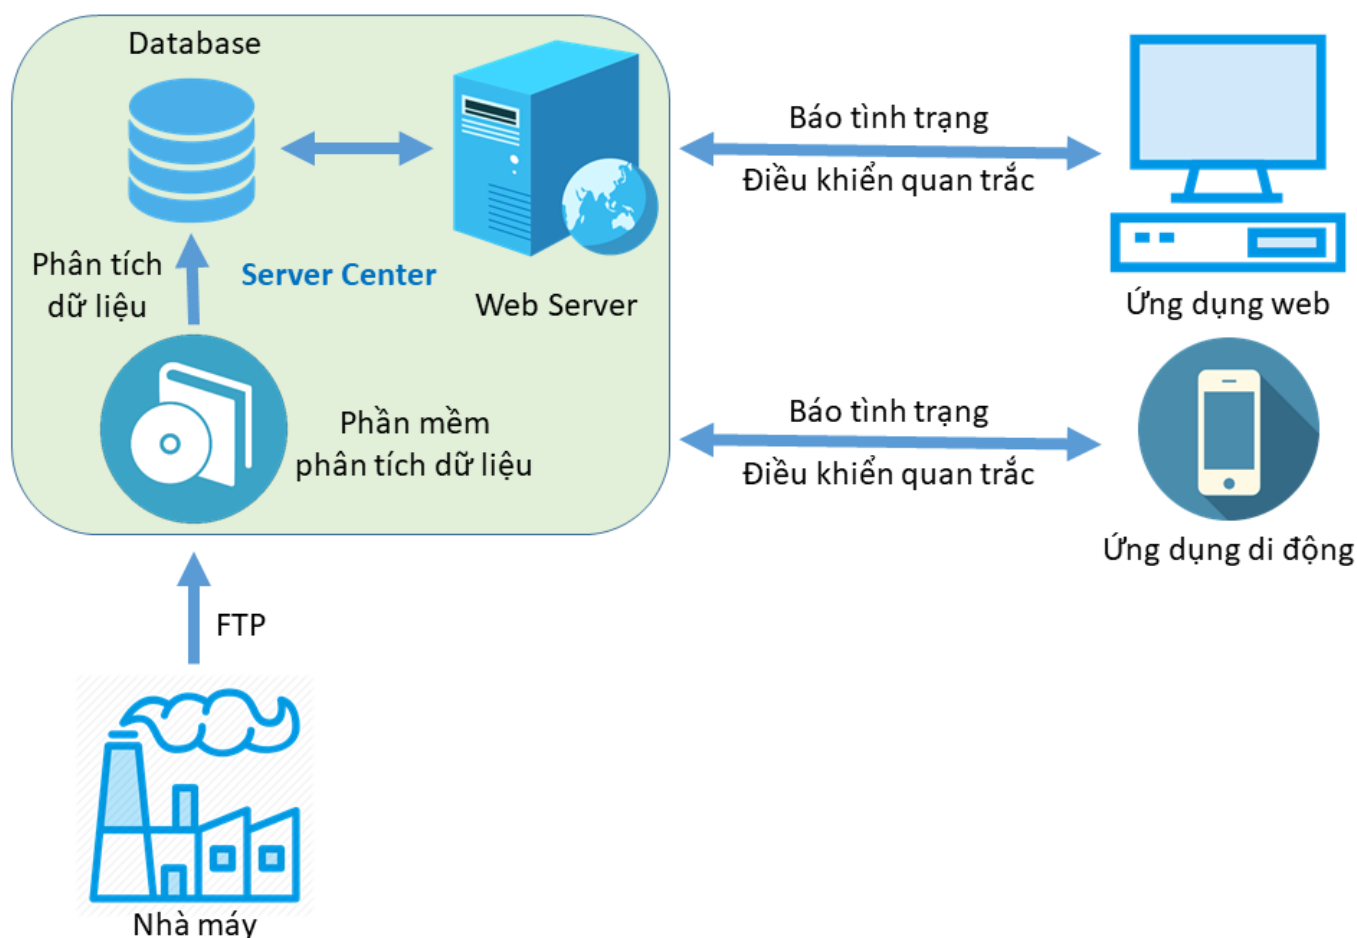 Database
Báo tình trạng
Điều khiển quan trắc
Phân tích
dữ liệu
Server Center
Web Server
Ứng dụng web
Phần mềm
phân tích dữ liệu
Báo tình trạng
Điều khiển quan trắc
Ứng dụng di động
FTP
Nhà máy